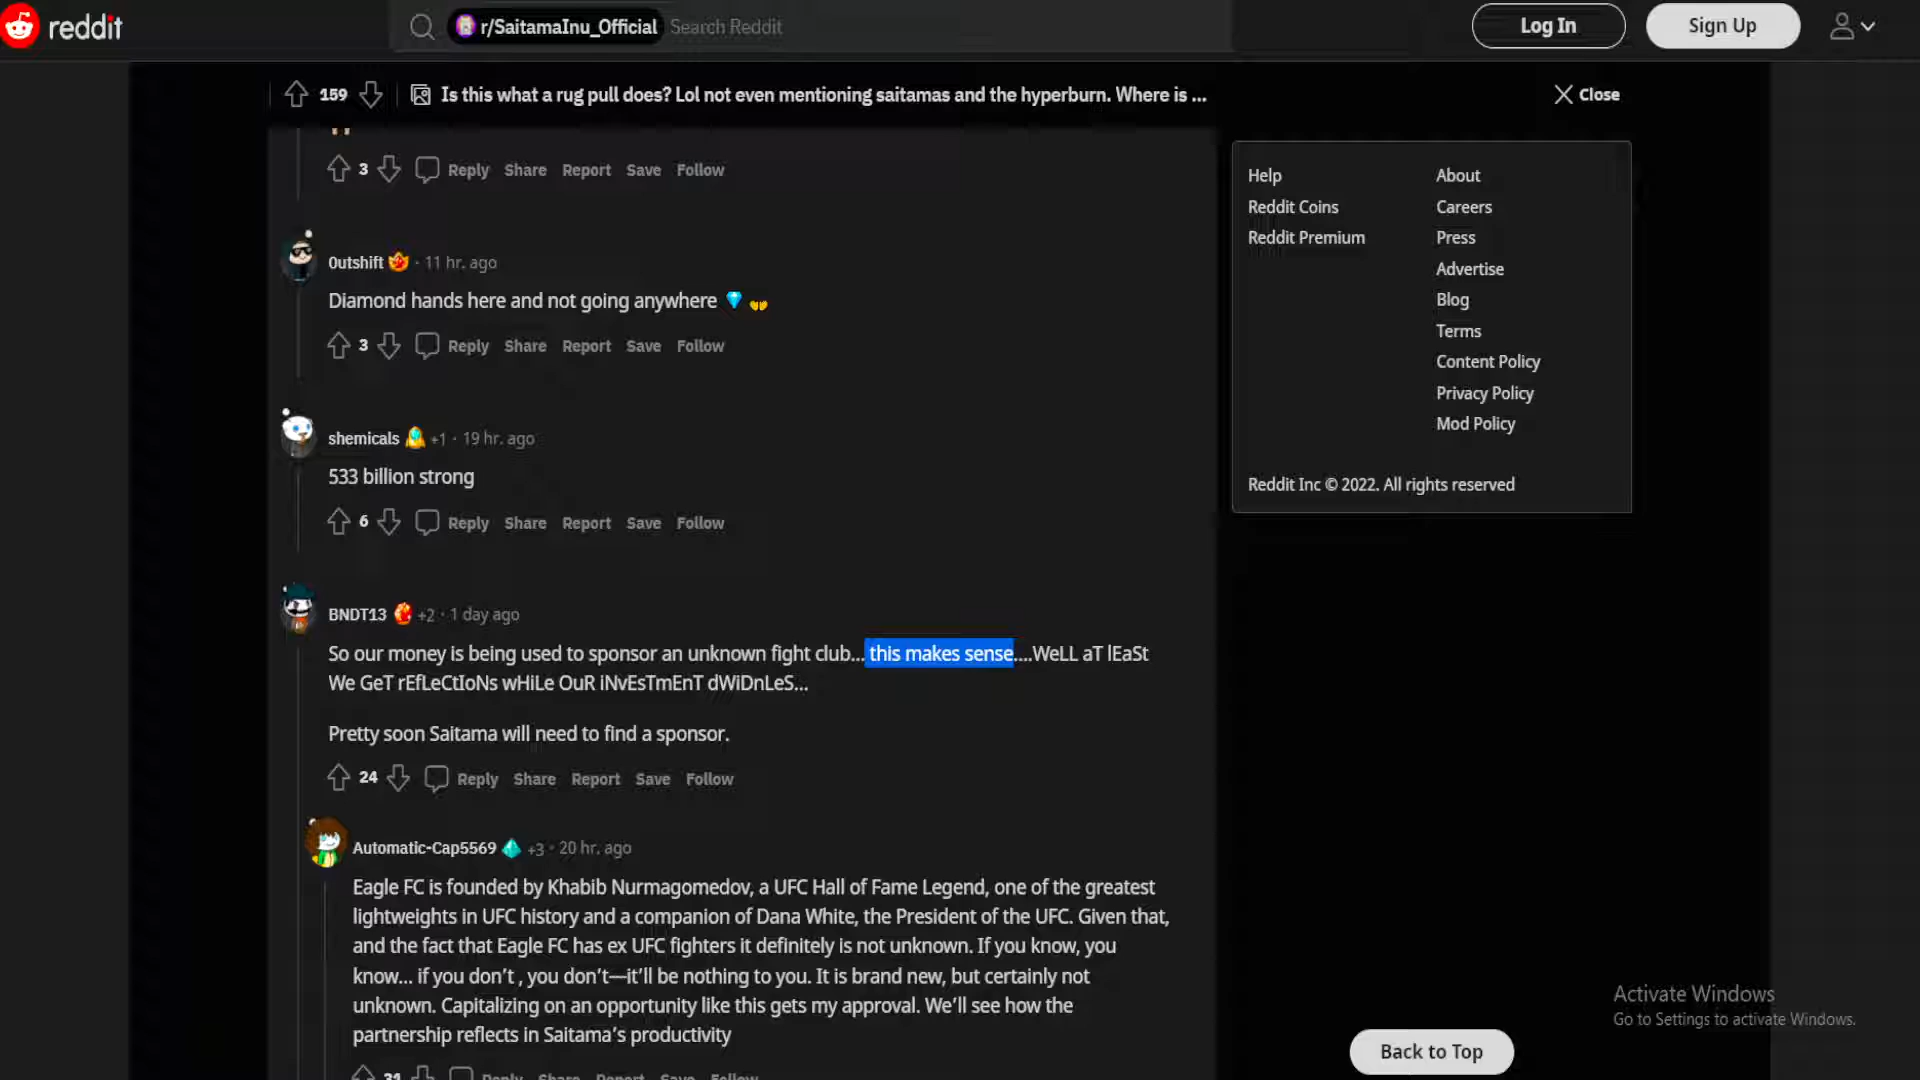 reddit
r/SaitamaInu_Official Search Reddit
Log In
Sign Up
159
Is this what a rug pull does? Lol not even mentioning saitamas and the hyperburn. Where is ...
Close
3 Reply Share Report Save Follow
0utshift · 11 hr. ago
Diamond hands here and not going anywhere 💎 👐
3 Reply Share Report Save Follow
shemicals +1 · 19 hr. ago
533 billion strong
6 Reply Share Report Save Follow
BNDT13 +2 · 1 day ago
So our money is being used to sponsor an unknown fight club... this makes sense....WeLL aT lEaSt
We GeT rEfLeCtIoNs wHiLe OuR iNvEsTmEnT dWiDnLeS...
Pretty soon Saitama will need to find a sponsor.
24 Reply Share Report Save Follow
Automatic-Cap5569 +3 · 20 hr. ago
Eagle FC is founded by Khabib Nurmagomedov, a UFC Hall of Fame Legend, one of the greatest
lightweights in UFC history and a companion of Dana White, the President of the UFC. Given that,
and the fact that Eagle FC has ex UFC fighters it definitely is not unknown. If you know, you
know... if you don't , you don't—it'll be nothing to you. It is brand new, but certainly not
unknown. Capitalizing on an opportunity like this gets my approval. We'll see how the
partnership reflects in Saitama's productivity
31 Reply Share Report Save Follow
Help
Reddit Coins
Reddit Premium
About
Careers
Press
Advertise
Blog
Terms
Content Policy
Privacy Policy
Mod Policy
Reddit Inc © 2022. All rights reserved
Activate Windows
Go to Settings to activate Windows.
Back to Top